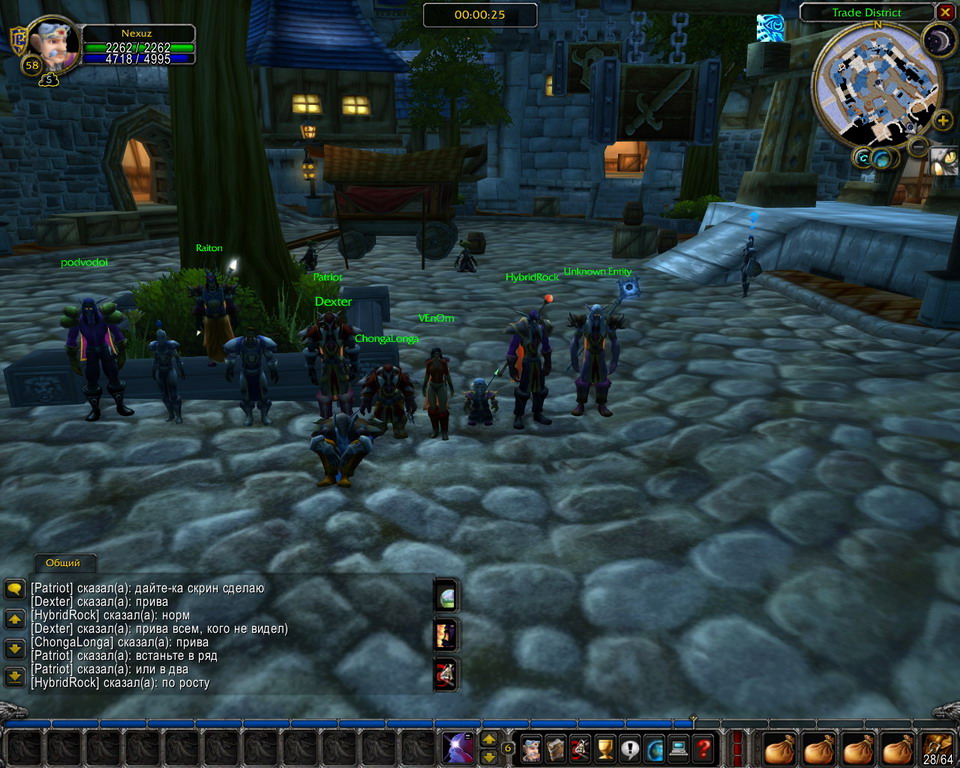 Nexuz
2262 / 2262
4718 / 4995
58
5
00:00:25
Trade District
N
Raiton
podvodoi
HybridRock
Unknown Entity
Patriot
Dexter
VEnOm
ChongaLonga
Общий
[Patriot] сказал(а): дайте-ка скрин сделаю
[Dexter] сказал(а): прива
[HybridRock] сказал(а): норм
[Dexter] сказал(а): прива всем, кого не видел)
[ChongaLonga] сказал(а): прива
[Patriot] сказал(а): встаньте в ряд
[Patriot] сказал(а): или в два
[HybridRock] сказал(а): по росту
6
28/64